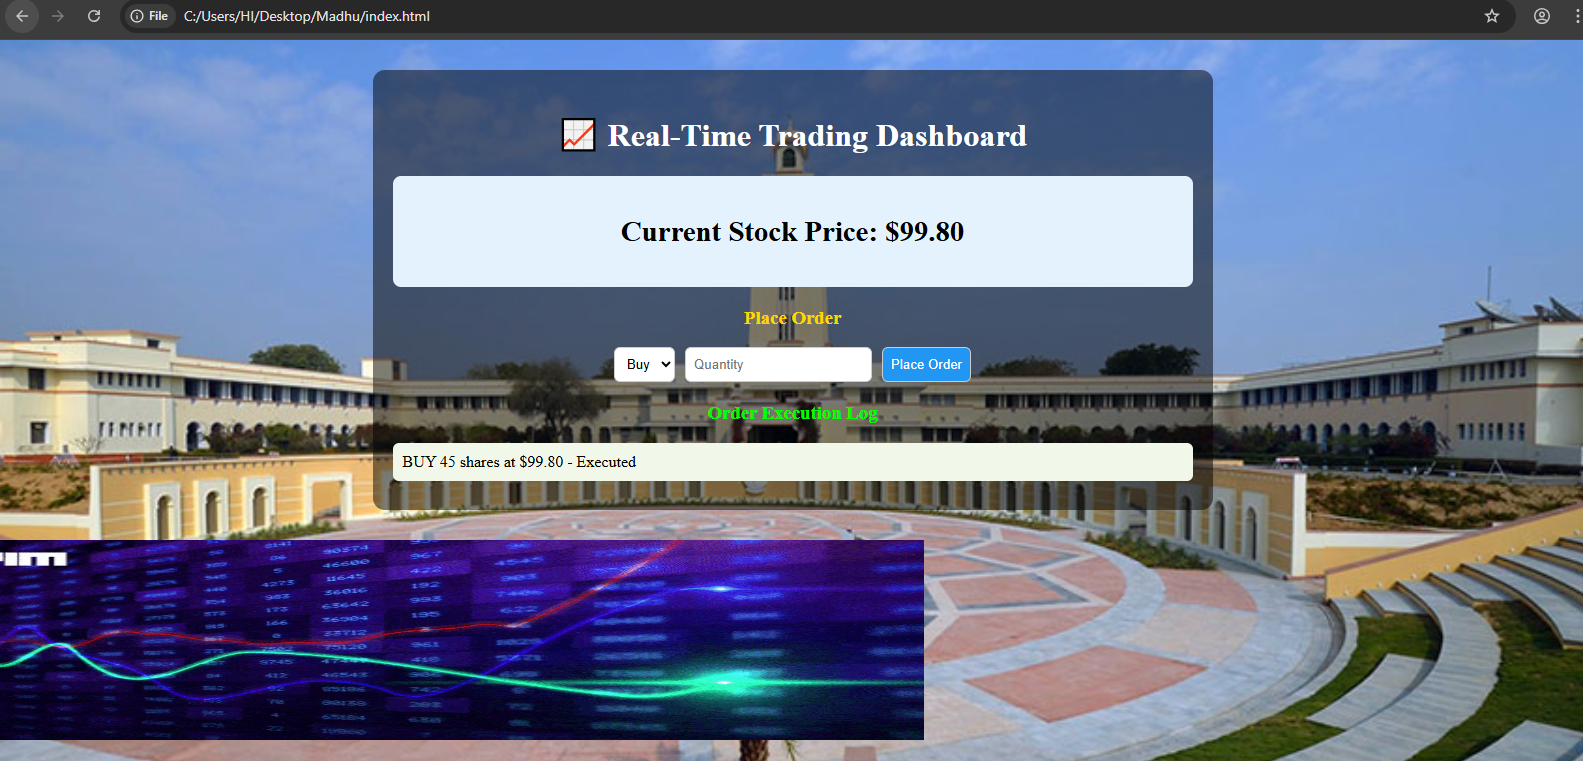 File C:/Users/HI/Desktop/Madhu/index.html
📈 Real-Time Trading Dashboard
Current Stock Price: $99.80
Place Order
Buy Quantity Place Order
Order Execution Log
BUY 45 shares at $99.80 - Executed